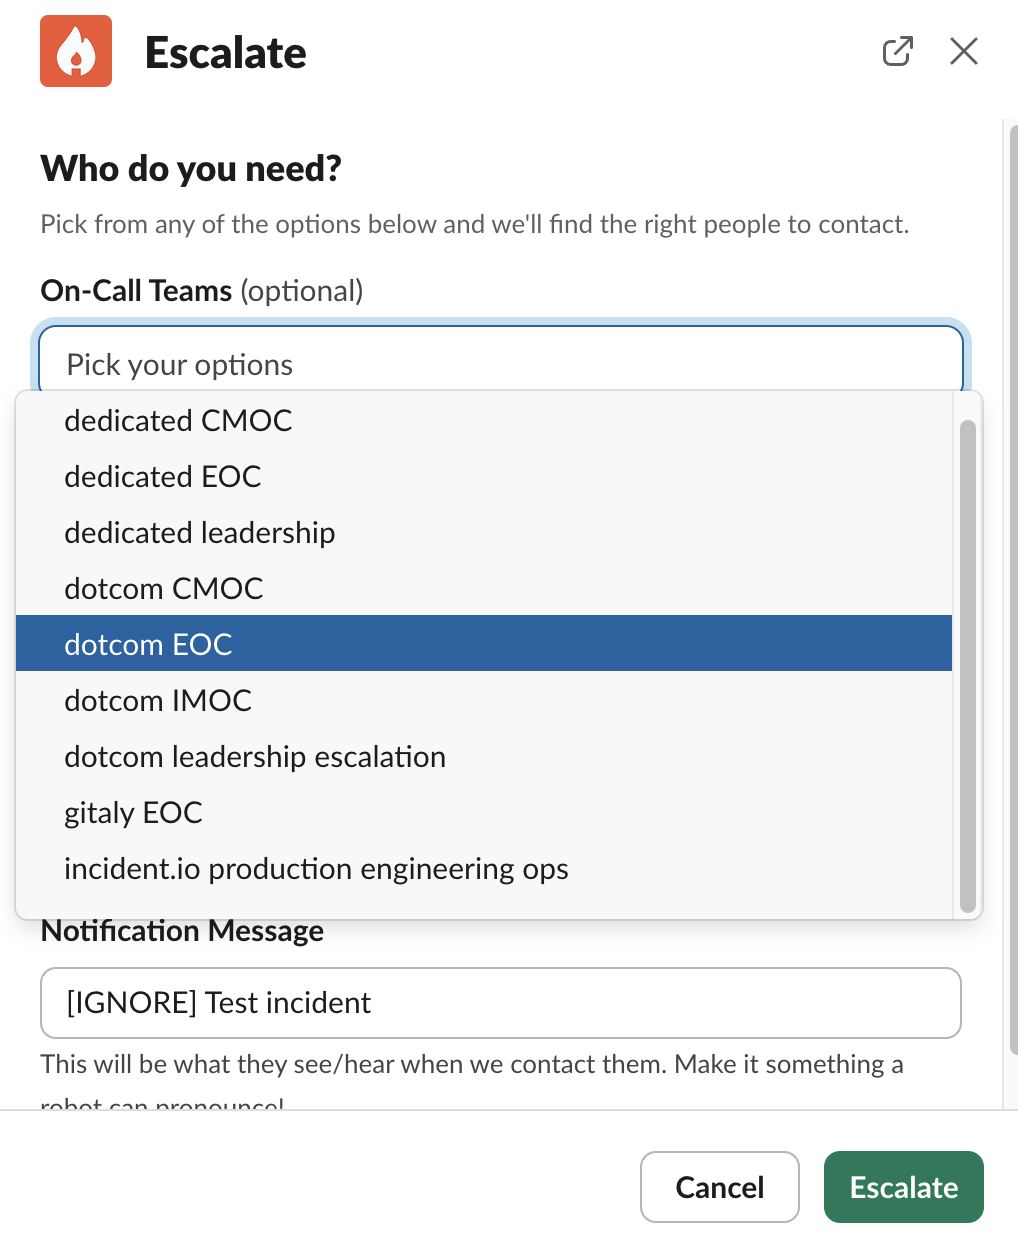 Escalate
Who do you need?
Pick from any of the options below and we'll find the right people to contact.
On-Call Teams (optional)
Pick your options
dedicated CMOC
dedicated EOC
dedicated leadership
dotcom CMOC
dotcom EOC
dotcom IMOC
dotcom leadership escalation
gitaly EOC
incident.io production engineering ops
Notification Message
[IGNORE] Test incident
This will be what they see/hear when we contact them. Make it something a
robot can pronounce!
Cancel
Escalate